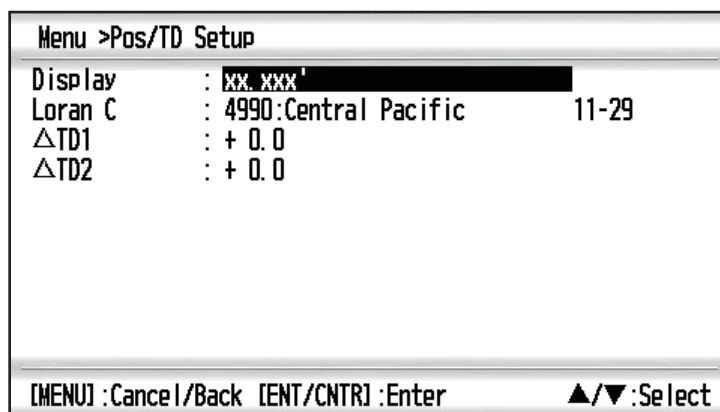 Menu >Pos/TD Setup
Display : xx.xxx'
Loran C : 4990:Central Pacific 11-29
△TD1 : + 0.0
△TD2 : + 0.0
[MENU]:Cancel/Back [ENT/CNTR]:Enter ▲/▼:Select